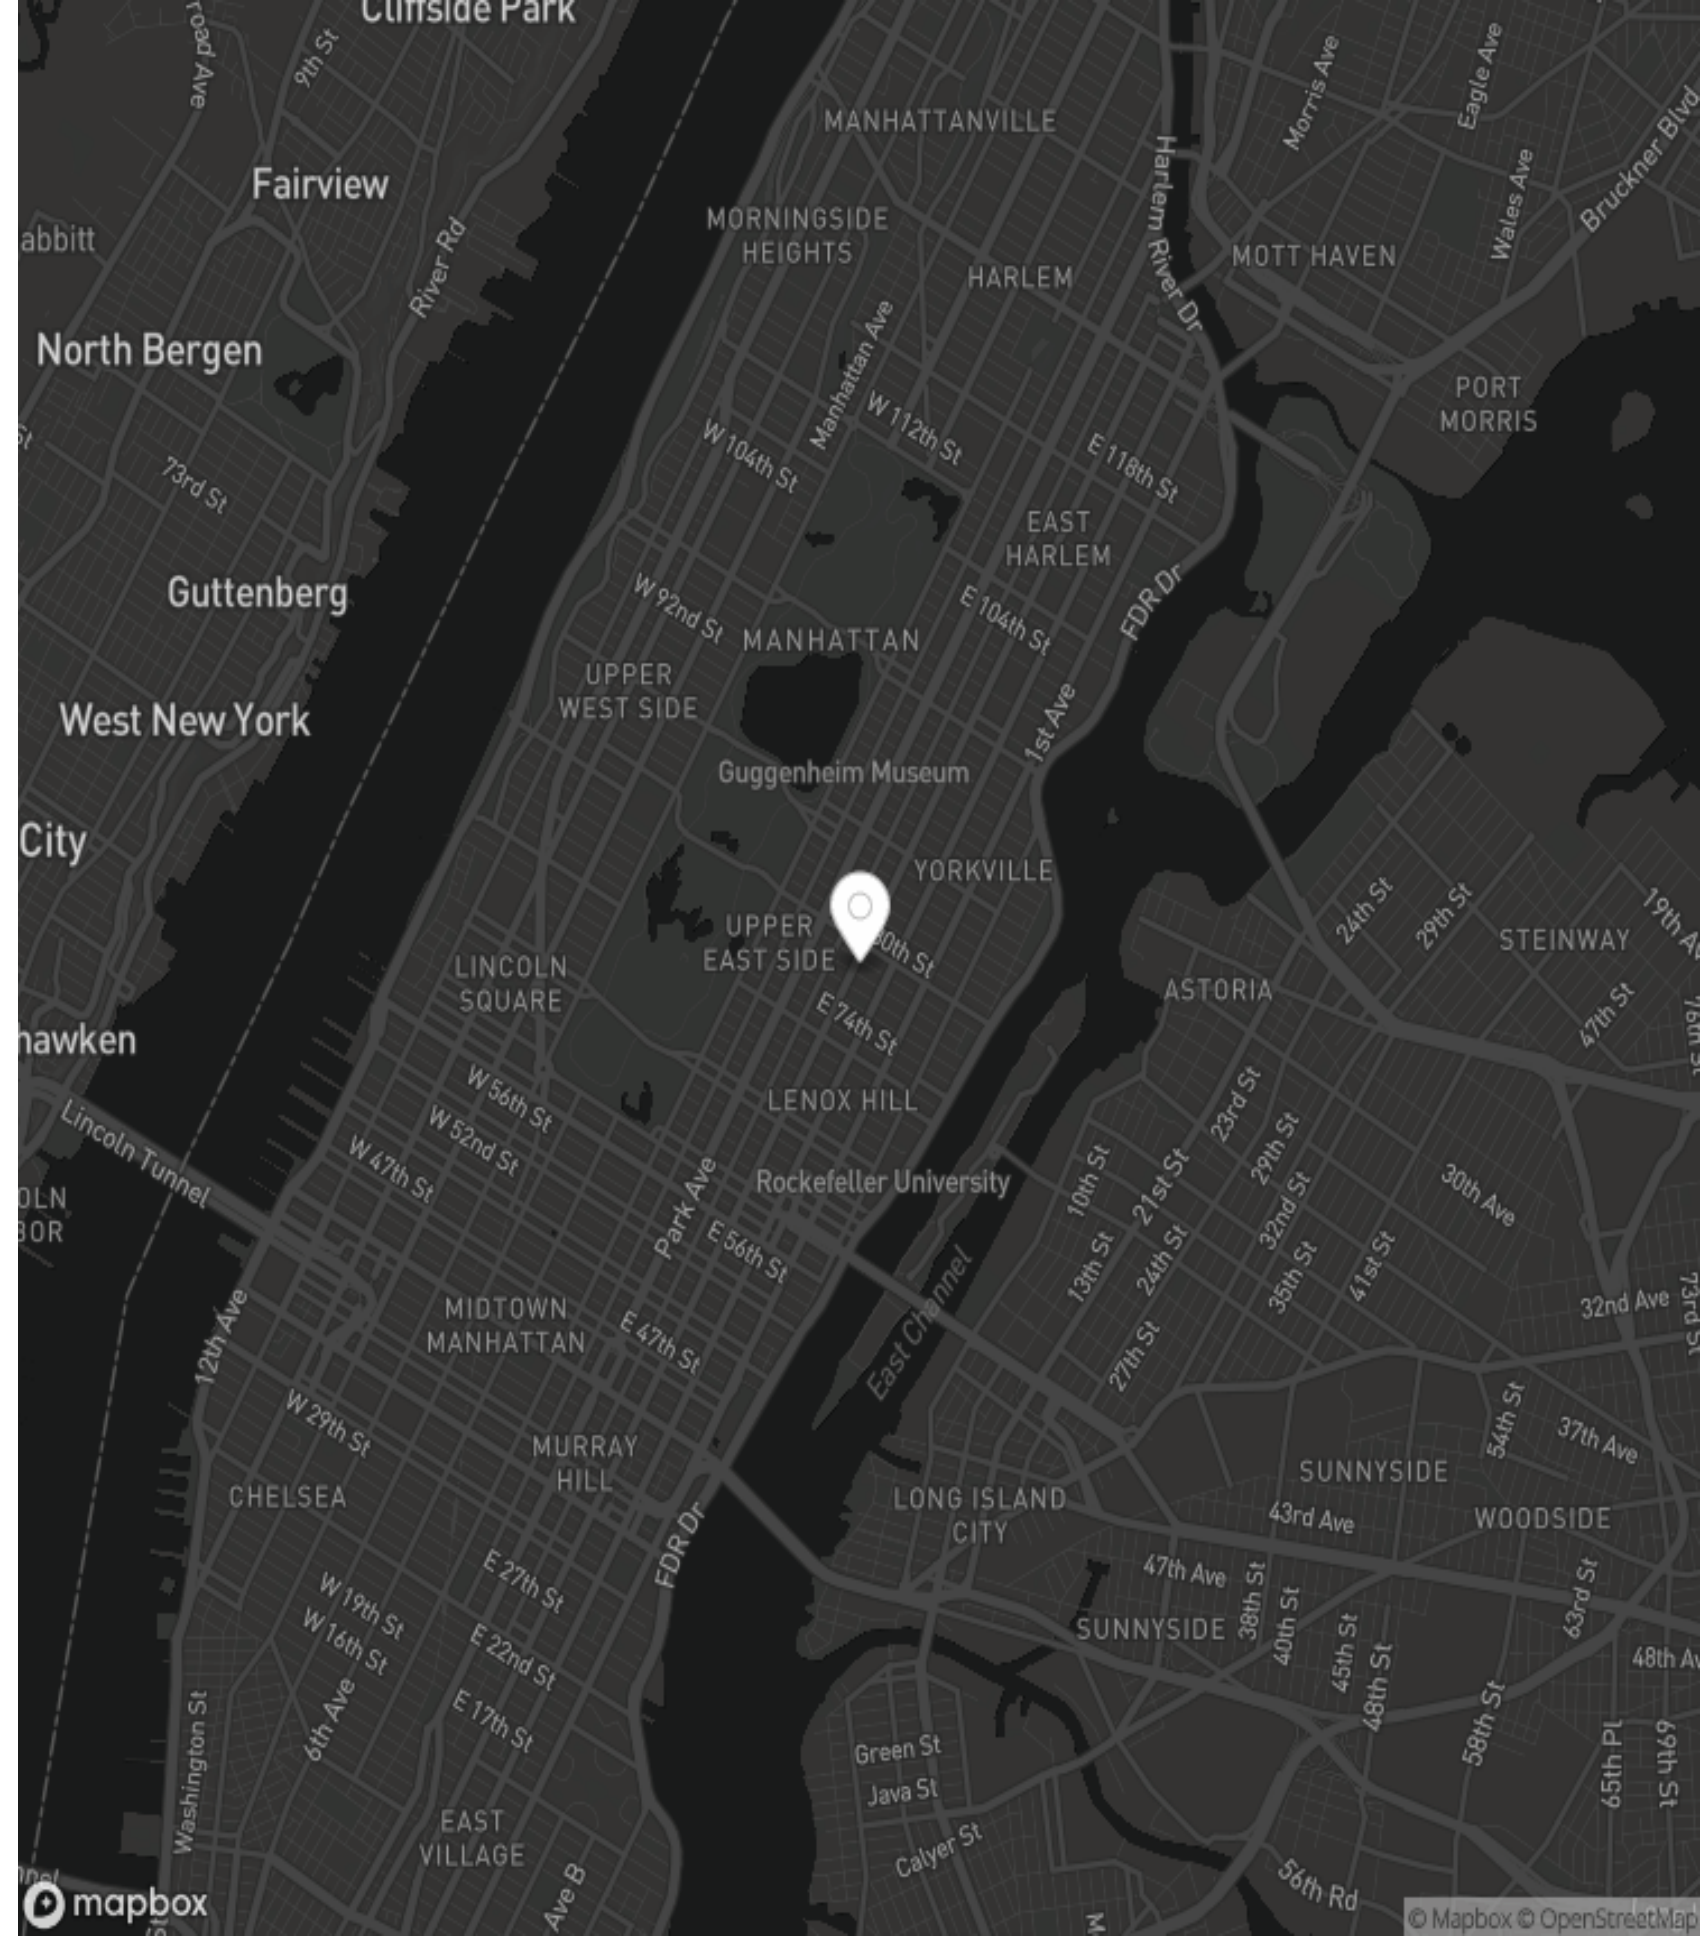 Cliffside Park
9th St
MANHATTANVILLE
Morris Ave
Eagle Ave
Bruckner Blvd
Wales Ave
Harlem River Dr
Fairview
River Rd
abbitt
MORNINGSIDE
HEIGHTS
HARLEM
MOTT HAVEN
North Bergen
Manhattan Ave
PORT
MORRIS
W 112th St
W 104th St
E 118th St
73rd St
EAST
HARLEM
Guttenberg
W 92nd St
E 104th St
FDR Dr
MANHATTAN
UPPER
WEST SIDE
West New York
1st Ave
Guggenheim Museum
City
YORKVILLE
24th St
29th St
19th Av
UPPER
EAST SIDE
80th St
STEINWAY
LINCOLN
SQUARE
ASTORIA
E 74th St
47th St
76th St
hawken
W 56th St
LENOX HILL
23rd St
Lincoln Tunnel
W 52nd St
W 47th St
29th St
10th St
21st St
Park Ave
Rockefeller University
30th Ave
OLN
BOR
32nd St
E 56th St
13th St
24th St
35th St
41st St
East Channel
12th Ave
MIDTOWN
MANHATTAN
E 47th St
32nd Ave
73rd St
27th St
W 29th St
54th St
MURRAY
HILL
37th Ave
SUNNYSIDE
CHELSEA
LONG ISLAND
CITY
43rd Ave
WOODSIDE
FDR Dr
E 27th St
47th Ave
W 19th St
38th St
40th St
63rd St
W 16th St
E 22nd St
SUNNYSIDE
45th St
48th St
48th Av
6th Ave
E 17th St
Washington St
58th St
Green St
65th Pl
69th St
Java St
EAST
VILLAGE
Calyer St
Ave B
56th Rd
mapbox
© Mapbox © OpenStreetMap